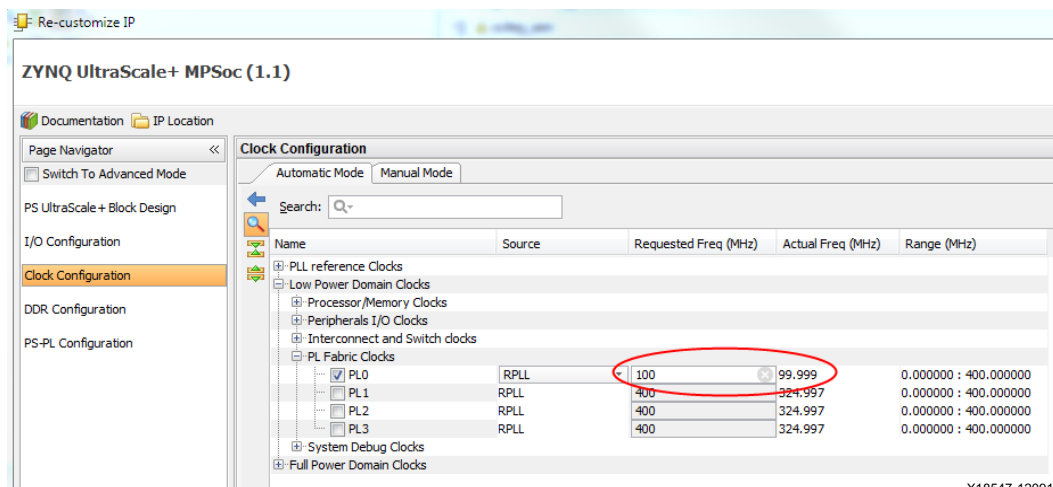 Re-customize IP
ZYNQ UltraScale+ MPSoc (1.1)
Documentation IP Location
Page Navigator «
Switch To Advanced Mode
PS UltraScale+ Block Design
I/O Configuration
Clock Configuration
DDR Configuration
PS-PL Configuration
Clock Configuration
Automatic Mode Manual Mode
Search:
Name Source Requested Freq (MHz) Actual Freq (MHz) Range (MHz)
PLL reference Clocks
Low Power Domain Clocks
Processor/Memory Clocks
Peripherals I/O Clocks
Interconnect and Switch clocks
PL Fabric Clocks
PL0 RPLL 100 99.999 0.000000 : 400.000000
PL1 RPLL 400 324.997 0.000000 : 400.000000
PL2 RPLL 400 324.997 0.000000 : 400.000000
PL3 RPLL 400 324.997 0.000000 : 400.000000
System Debug Clocks
Full Power Domain Clocks